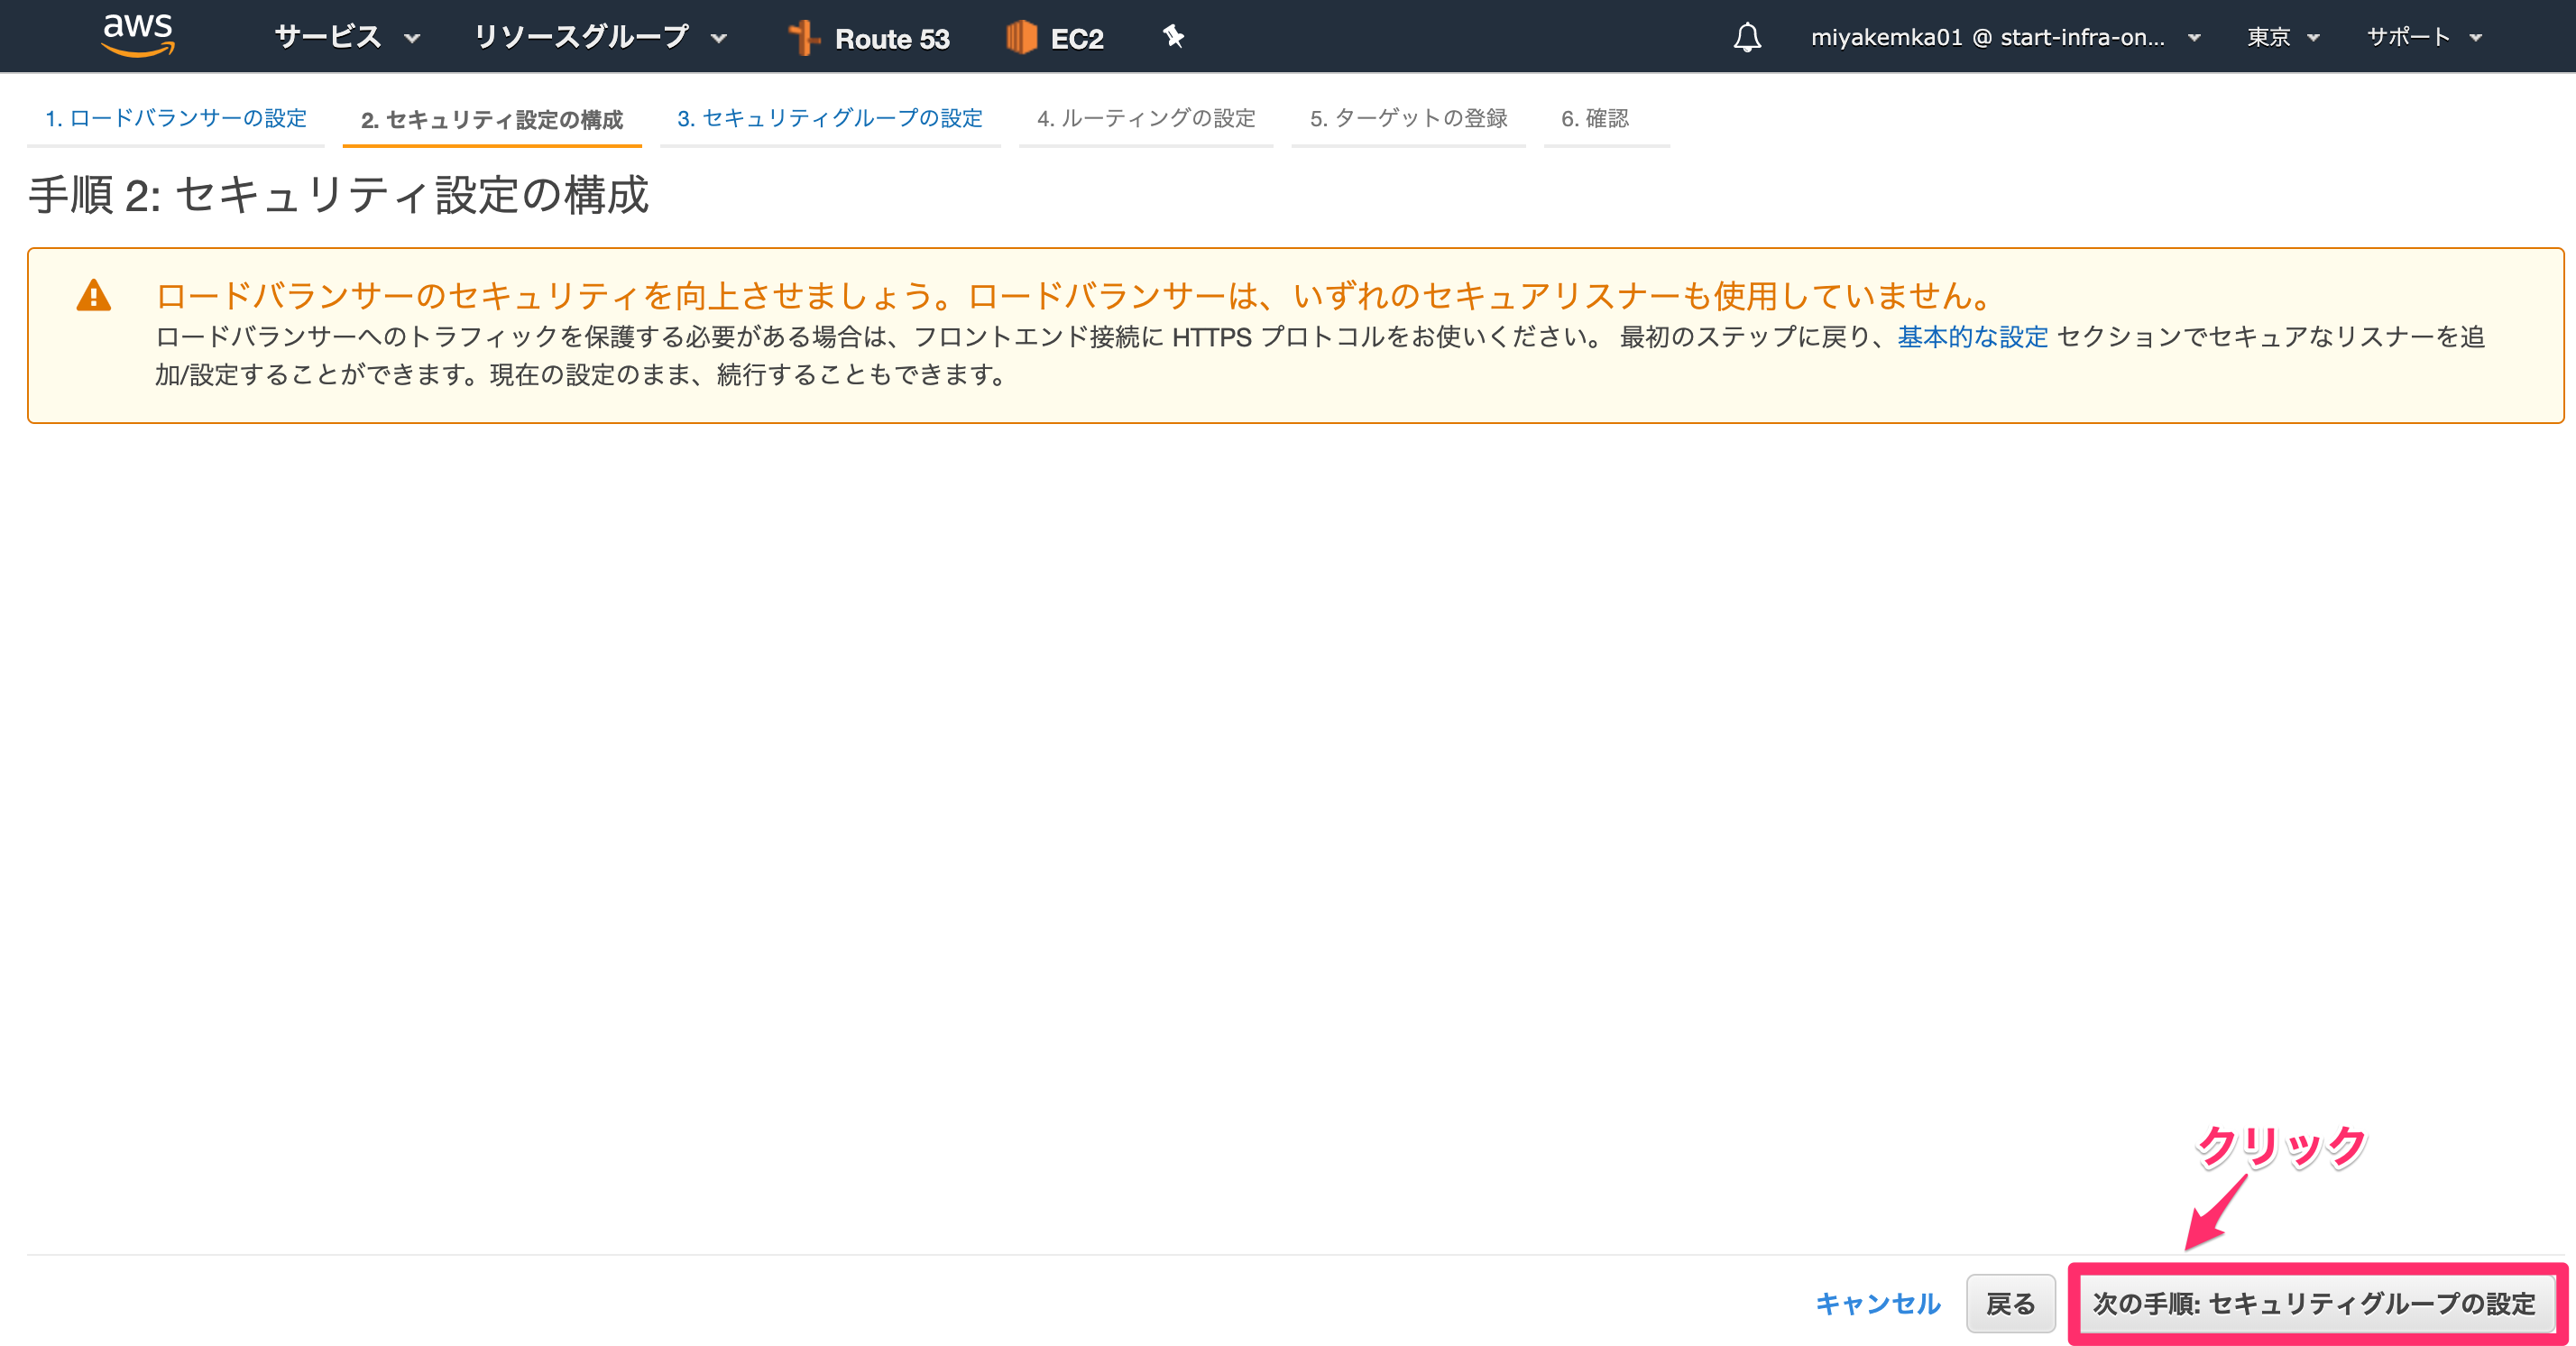 aws サービス リソースグループ Route 53 EC2 miyakemka01 @ start-infra-on... 東京 サポート
1. ロードバランサーの設定 2. セキュリティ設定の構成 3. セキュリティグループの設定 4. ルーティングの設定 5. ターゲットの登録 6. 確認
手順 2: セキュリティ設定の構成
ロードバランサーのセキュリティを向上させましょう。ロードバランサーは、いずれのセキュアリスナーも使用していません。
ロードバランサーへのトラフィックを保護する必要がある場合は、フロントエンド接続に HTTPS プロトコルをお使いください。 最初のステップに戻り、基本的な設定 セクションでセキュアなリスナーを追
加/設定することができます。現在の設定のまま、続行することもできます。
クリック
キャンセル 戻る 次の手順: セキュリティグループの設定